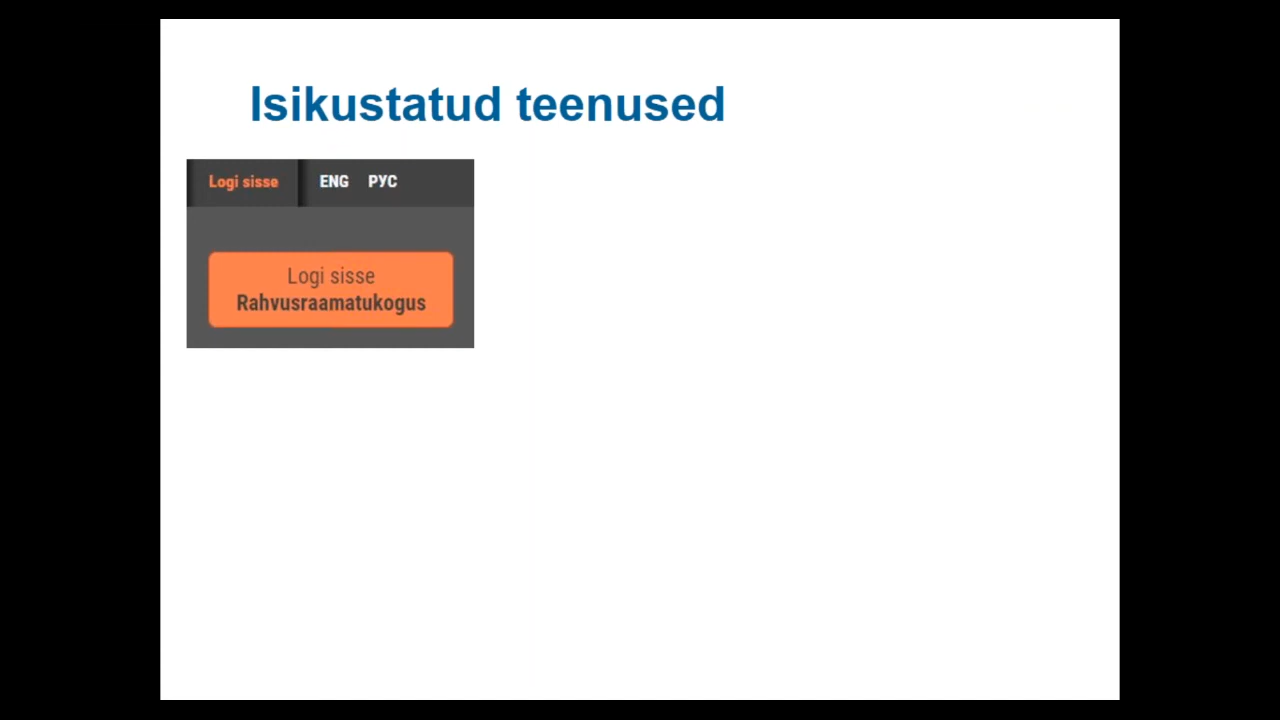 Isikustatud teenused
Logi sisse ENG РУС
Logi sisse
Rahvusraamatukogus